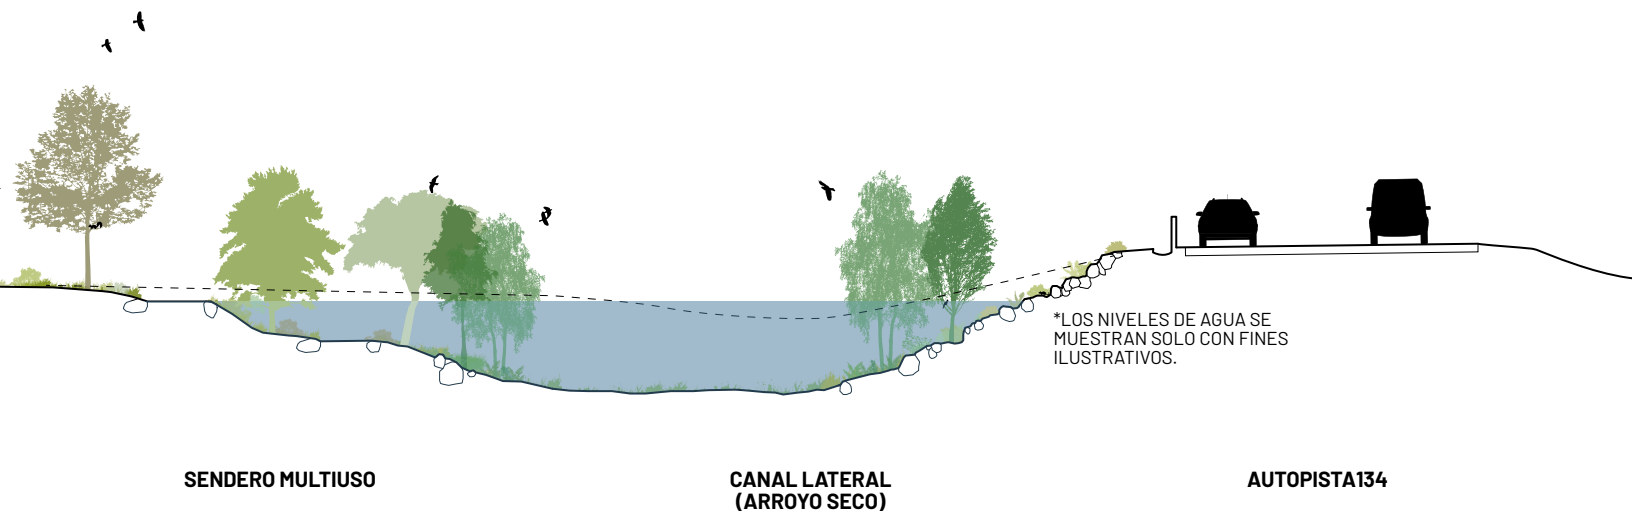 *LOS NIVELES DE AGUA SE
MUESTRAN SOLO CON FINES
ILUSTRATIVOS.
SENDERO MULTIUSO
CANAL LATERAL
(ARROYO SECO)
AUTOPISTA134